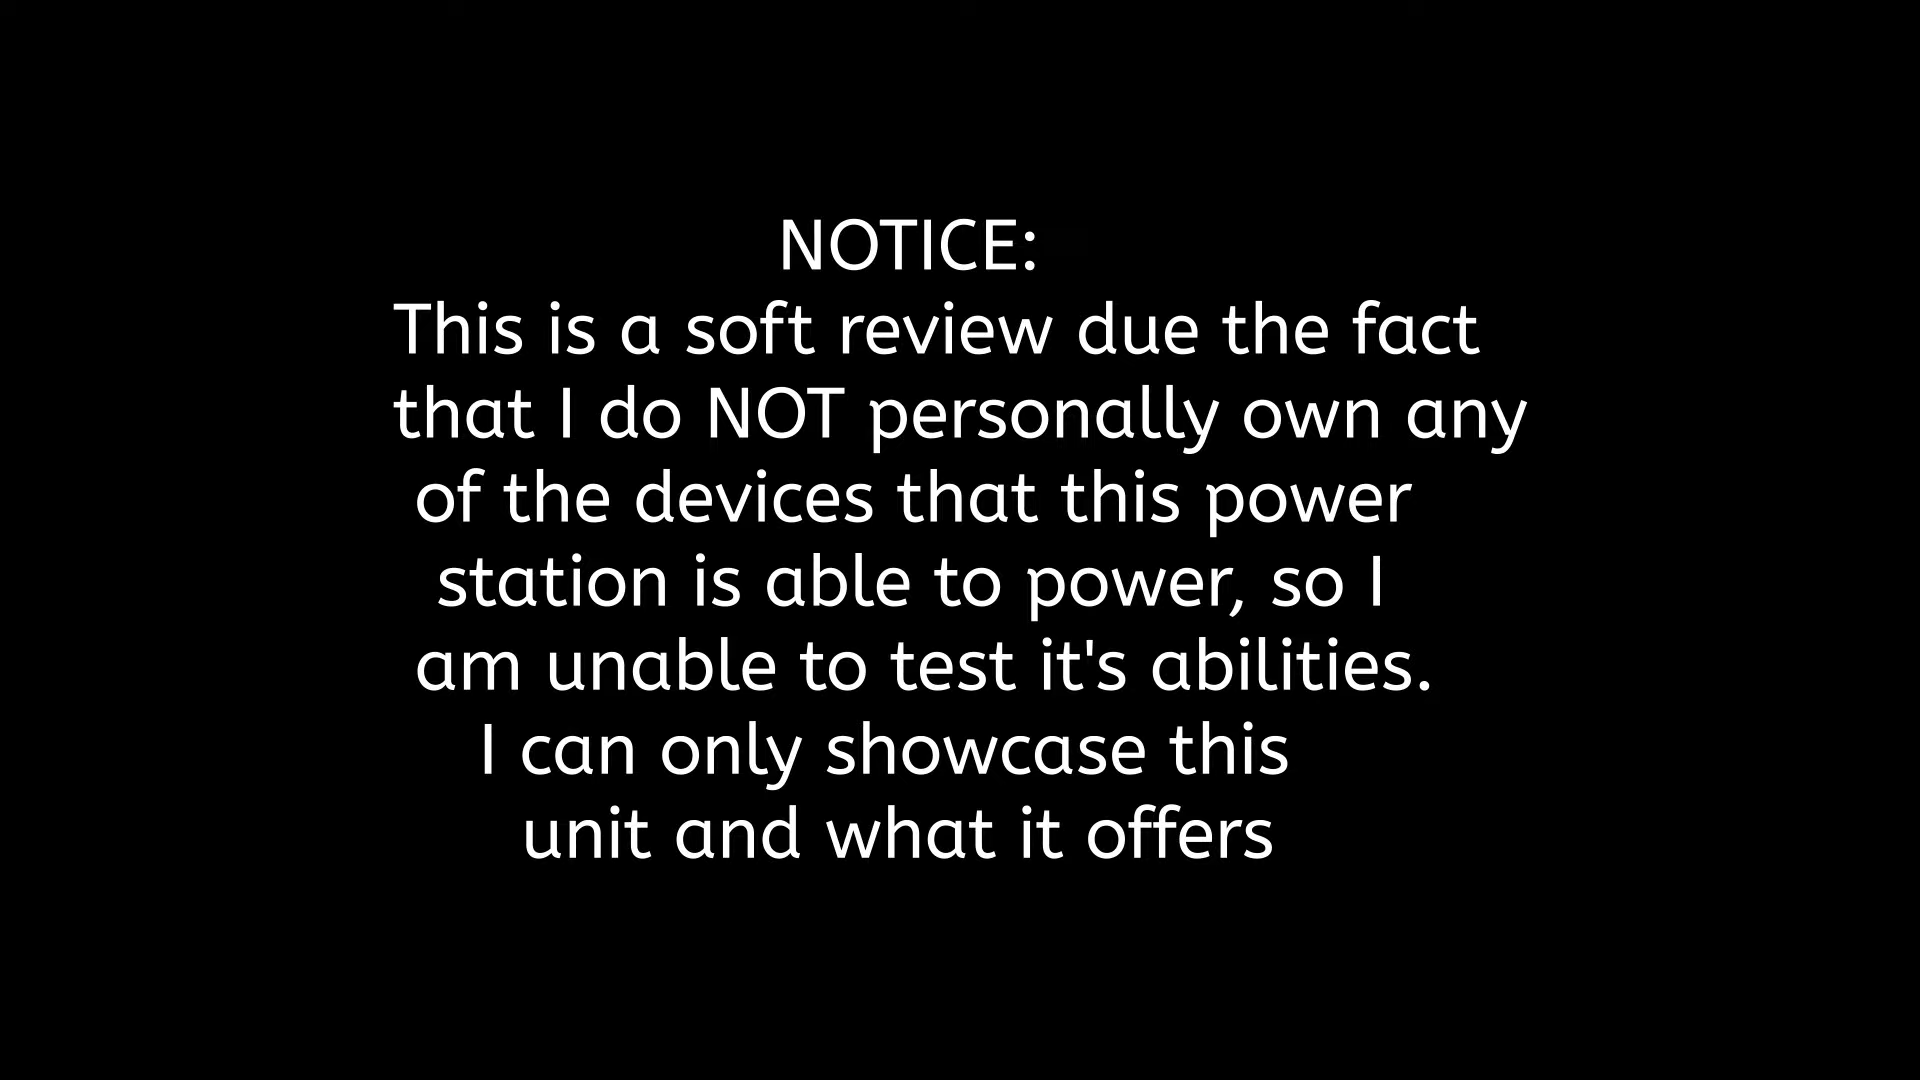 NOTICE:
This is a soft review due the fact
that I do NOT personally own any
of the devices that this power
station is able to power, so I
am unable to test it's abilities.
I can only showcase this
unit and what it offers